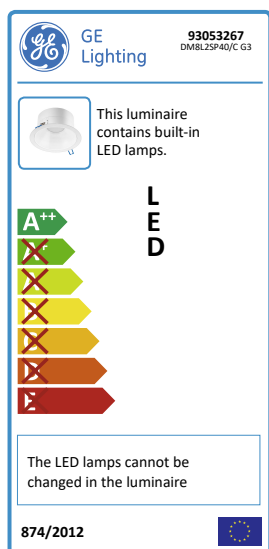 GE
Lighting
93053267
DM8L2SP40/C G3
This luminaire
contains built-in
LED lamps.
L
E
D
A++
A+
A
B
C
D
E
The LED lamps cannot be
changed in the luminaire
874/2012